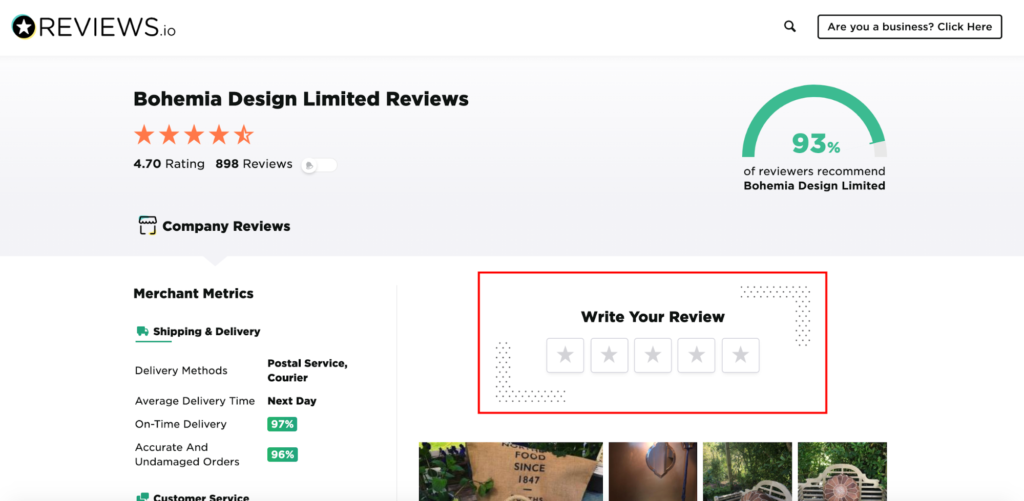 REVIEWS.io
Are you a business? Click Here
Bohemia Design Limited Reviews
4.70 Rating 898 Reviews
93%
of reviewers recommend
Bohemia Design Limited
Company Reviews
Merchant Metrics
Shipping & Delivery
Delivery Methods
Postal Service,
Courier
Average Delivery Time Next Day
On-Time Delivery 97%
Accurate And
Undamaged Orders
96%
Customer Service
Write Your Review
FOOD
SINCE
1847